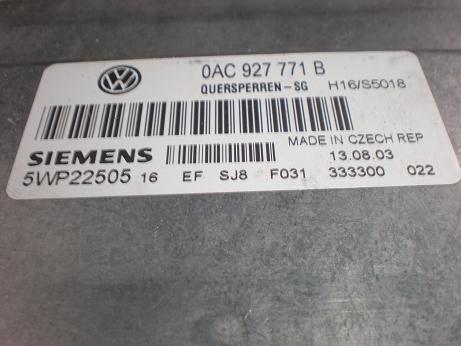 0AC 927 771 B
QUERSPERREN-SG H16/S5018
MADE IN CZECH REP
SIEMENS 13.08.03
5WP22505 16 EF SJ8 F031 333300 022